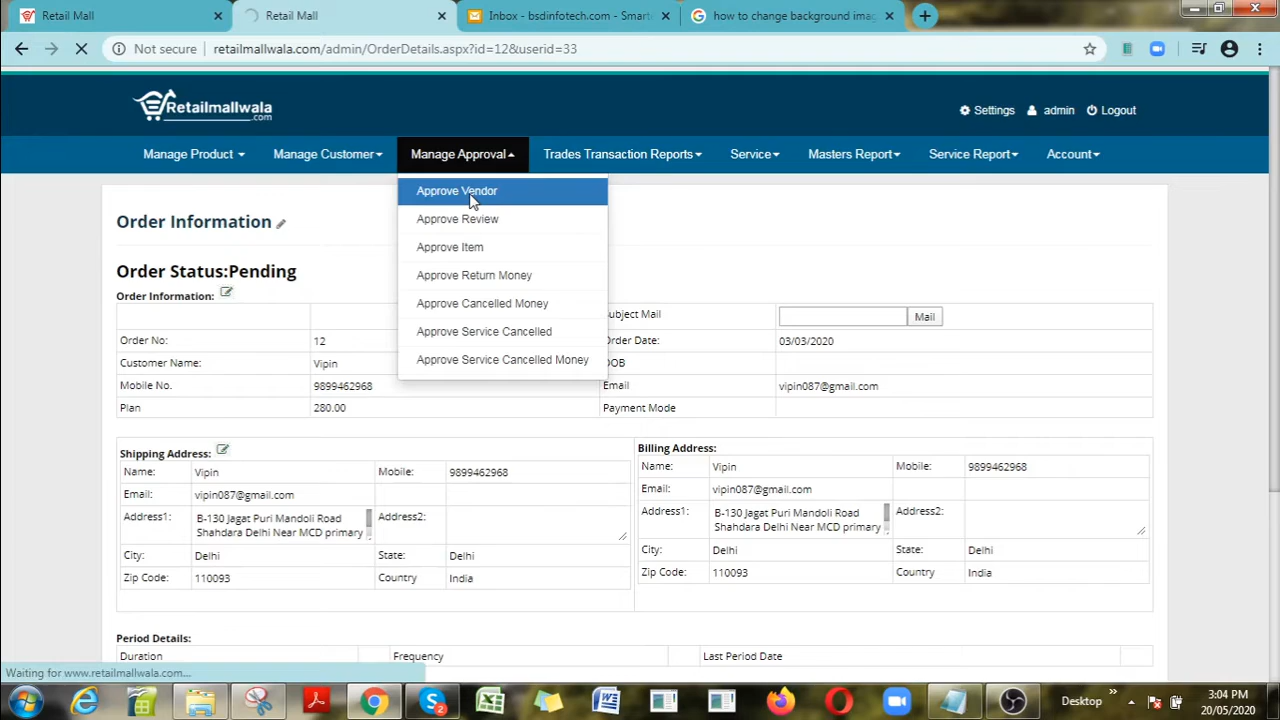 Retail Mall
Retail Mall
Inbox - bsdinfotech.com - Smarte
how to change background imag
Not secure
retailmallwala.com/admin/OrderDetails.aspx?id=12&userid=33
Retailmallwala
.com
Settings
admin
Logout
Manage Product
Manage Customer
Manage Approval
Trades Transaction Reports
Service
Masters Report
Service Report
Account
Approve Vendor
Approve Review
Approve Item
Approve Return Money
Approve Cancelled Money
Approve Service Cancelled
Approve Service Cancelled Money
Order Information
Order Status:Pending
Order Information:
Subject Mail
Mail
Order No:
12
Order Date:
03/03/2020
Customer Name:
Vipin
DOB
Mobile No.
9899462968
Email
vipin087@gmail.com
Plan
280.00
Payment Mode
Shipping Address:
Name:
Vipin
Mobile:
9899462968
Email:
vipin087@gmail.com
Address1:
B-130 Jagat Puri Mandoli Road
Shahdara Delhi Near MCD primary
Address2:
City:
Delhi
State:
Delhi
Zip Code:
110093
Country
India
Billing Address:
Name:
Vipin
Mobile:
9899462968
Email:
vipin087@gmail.com
Address1:
B-130 Jagat Puri Mandoli Road
Shahdara Delhi Near MCD primary
Address2:
City:
Delhi
State:
Delhi
Zip Code:
110093
Country
India
Period Details:
Duration
Frequency
Last Period Date
Waiting for www.retailmallwala.com...
2
Desktop
3:04 PM
20/05/2020